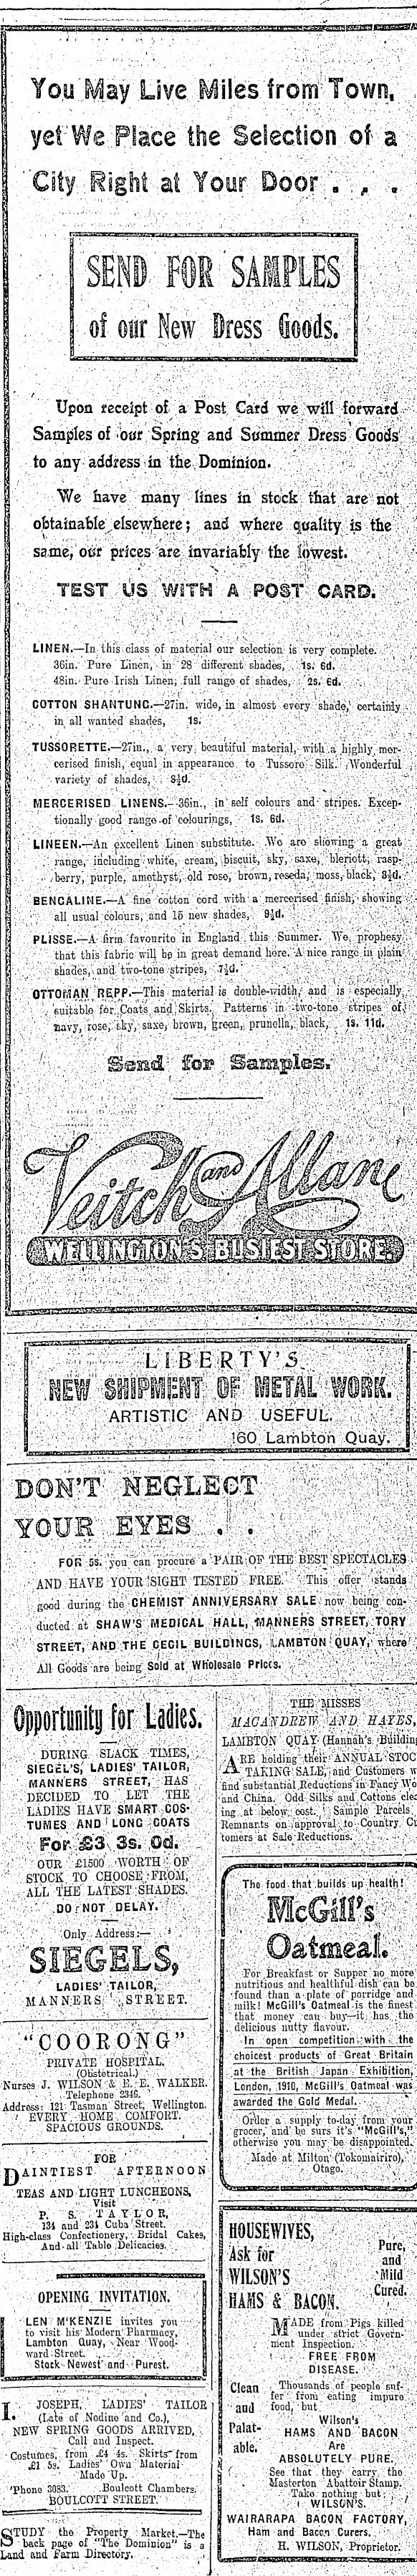 You May Live Miles from Town,
yet We Place the Selection of a
City Right at Your Door . . .
SEND FOR SAMPLES
of our New Dress Goods.
Upon receipt of a Post Card we will forward
Samples of our Spring and Summer Dress Goods
to any address in the Dominion.
We have many lines in stock that are not
obtainable elsewhere; and where quality is the
same, our prices are invariably the lowest.
TEST US WITH A POST CARD.
LINEN.—In this class of material our selection is very complete.
36in. Pure Linen, in 28 different shades, 1s. 6d.
48in. Pure Irish Linen, full range of shades, 2s. 6d.
COTTON SHANTUNG.—27in. wide, in almost every shade, certainly
in all wanted shades, 1s.
TUSSORETTE.—27in., a very beautiful material, with a highly mer-
cerised finish, equal in appearance to Tussore Silk. Wonderful
variety of shades, 9½d.
MERCERISED LINENS.—36in., in self colours and stripes. Excep-
tionally good range of colourings, 1s. 6d.
LINEEN.—An excellent Linen substitute. We are showing a great
range, including white, cream, biscuit, sky, saxe, bleriott, rasp-
berry, purple, amethyst, old rose, brown, reseda, moss, black, 8½d.
BENGALINE.—A fine cotton cord with a mercerised finish, showing
all usual colours, and 15 new shades, 9½d.
PLISSE.—A firm favourite in England this Summer. We prophesy
that this fabric will be in great demand here. A nice range in plain
shades, and two-tone stripes, 7½d.
OTTOMAN REPP.—This material is double-width, and is especially
suitable for Coats and Skirts. Patterns in two-tone stripes of
navy, rose, sky, saxe, brown, green, prunella, black, 1s. 11d.
Send for Samples.
Veitch and Allan
WELLINGTON'S BUSIEST STORE.
LIBERTY'S
NEW SHIPMENT OF METAL WORK.
ARTISTIC AND USEFUL.
160 Lambton Quay.
DON'T NEGLECT
YOUR EYES . .
FOR 5s. you can procure a PAIR OF THE BEST SPECTACLES
AND HAVE YOUR SIGHT TESTED FREE. This offer stands
good during the CHEMIST ANNIVERSARY SALE now being con-
ducted at SHAW'S MEDICAL HALL, MANNERS STREET, TORY
STREET, AND THE CECIL BUILDINGS, LAMBTON QUAY, where
All Goods are being Sold at Wholesale Prices.
Opportunity for Ladies.
DURING SLACK TIMES,
SIEGEL'S, LADIES' TAILOR,
MANNERS STREET, HAS
DECIDED TO LET THE
LADIES HAVE SMART COS-
TUMES AND LONG COATS
For £3 3s. 0d.
OUR £1500 WORTH OF
STOCK TO CHOOSE FROM,
ALL THE LATEST SHADES.
DO NOT DELAY.
Only Address:—
SIEGELS,
LADIES' TAILOR,
MANNERS STREET.
"COORONG"
PRIVATE HOSPITAL.
(Obstetrical.)
Nurses J. WILSON & E. E. WALKER.
Telephone 2346.
Address: 121 Tasman Street, Wellington.
EVERY HOME COMFORT.
SPACIOUS GROUNDS.
FOR
DAINTIEST AFTERNOON
TEAS AND LIGHT LUNCHEONS,
Visit
P. S. TAYLOR,
134 and 234 Cuba Street.
High-class Confectionery, Bridal Cakes,
And all Table Delicacies.
OPENING INVITATION.
LEN M'KENZIE invites you
to visit his Modern Pharmacy,
Lambton Quay, Near Wood-
ward Street.
Stock Newest and Purest.
I. JOSEPH, LADIES' TAILOR
(Late of Nodine and Co.),
NEW SPRING GOODS ARRIVED,
Call and Inspect.
Costumes, from £4 4s. Skirts from
£1 5s. Ladies' Own Material
Made Up.
'Phone 3083. Boulcott Chambers.
BOULCOTT STREET.
STUDY the Property Market.—The
back page of "The Dominion" is a
Land and Farm Directory.
THE MISSES
MACANDREW AND HAYES,
LAMBTON QUAY (Hannah's Building
ARE holding their ANNUAL STOC
TAKING SALE, and Customers w
find substantial Reductions in Fancy Wo
and China. Odd Silks and Cottons clea
ing at below cost. Sample Parcels
Remnants on approval to Country Cu
tomers at Sale Reductions.
The food that builds up health!
McGill's
Oatmeal.
For Breakfast or Supper no more
nutritious and healthful dish can be
found than a plate of porridge and
milk! McGill's Oatmeal is the finest
that money can buy—it has the
delicious nutty flavour.
In open competition with the
choicest products of Great Britain
at the British Japan Exhibition,
London, 1910, McGill's Oatmeal was
awarded the Gold Medal.
Order a supply to-day from your
grocer, and be surs it's "McGill's,"
otherwise you may be disappointed.
Made at Milton (Tokomairiro),
Otago.
HOUSEWIVES,
Ask for
WILSON'S
HAMS & BACON.
Pure,
and
Mild
Cured.
MADE from Pigs killed
under strict Govern-
ment Inspection.
FREE FROM
DISEASE.
Clean
and
Palat-
able.
Thousands of people suf-
fer from eating impure
food, but
Wilson's
HAMS AND BACON
Are
ABSOLUTELY PURE.
See that they carry the
Masterton Abattoir Stamp.
Take nothing but
WILSON'S.
WAIRARAPA BACON FACTORY,
Ham and Bacon Curers.
H. WILSON, Proprietor.